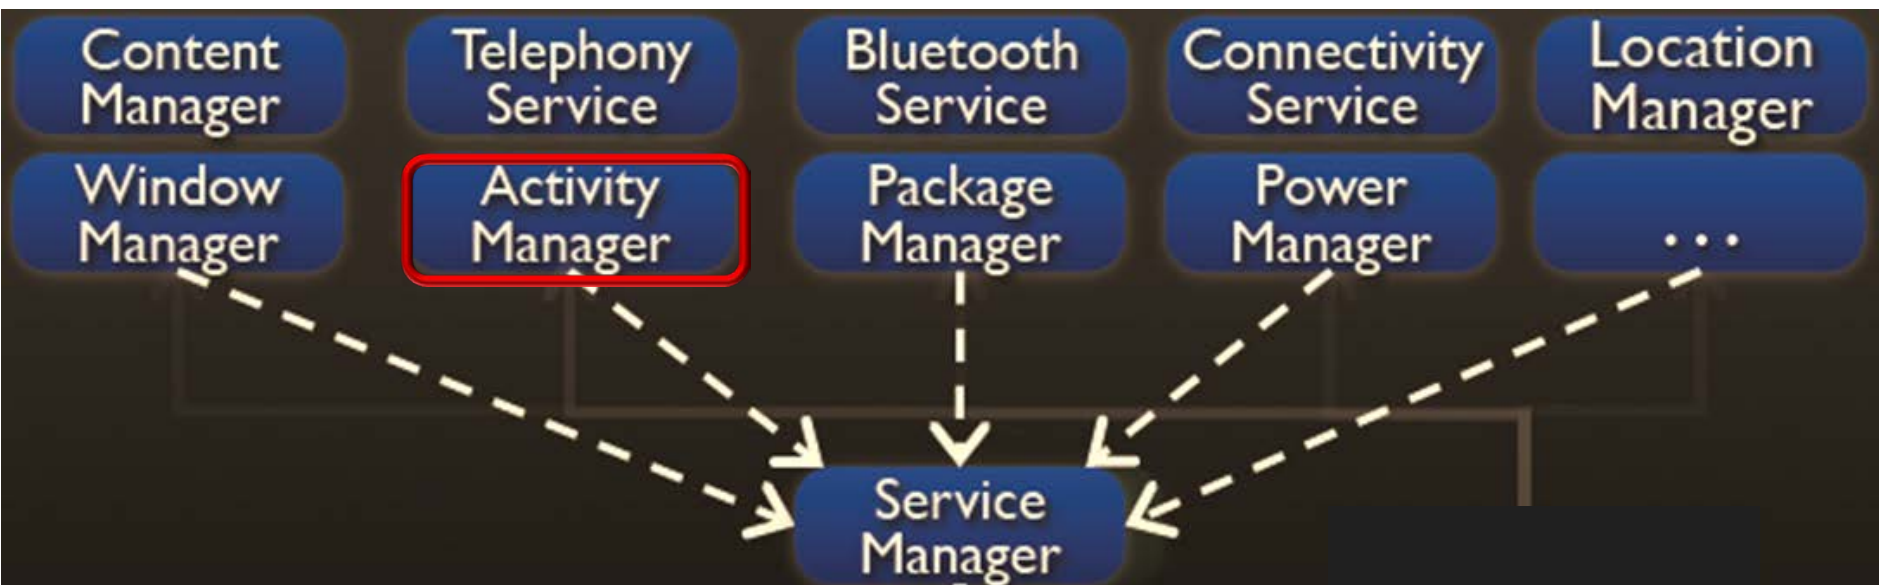 Content
Manager
Telephony
Service
Bluetooth
Service
Connectivity
Service
Location
Manager
Window
Manager
Activity
Manager
Package
Manager
Power
Manager
...
Service
Manager